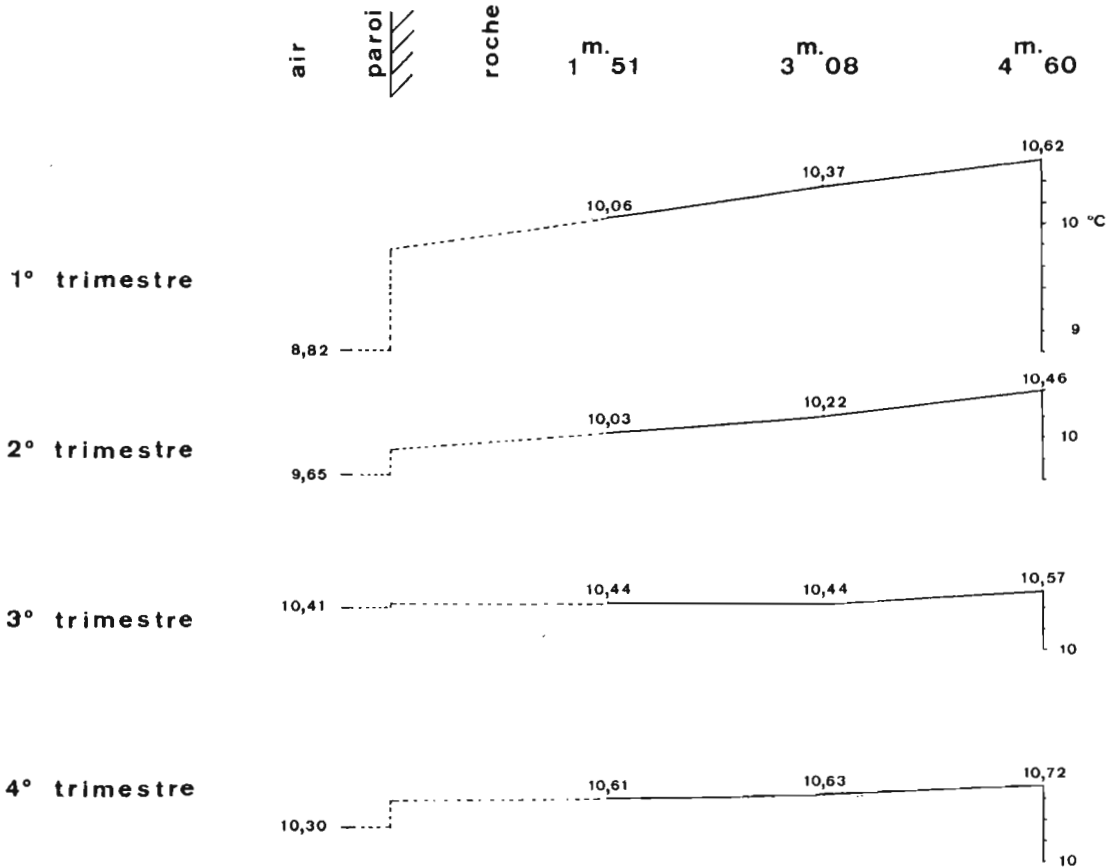 air
paroi
roche
1 m. 51
3 m. 08
4 m. 60
10,06
10,37
10,62
10 °C
1° trimestre
9
8,82
10,03
10,22
10,46
10
2° trimestre
9,65
10,44
10,44
10,57
10,41
3° trimestre
10
10,61
10,63
10,72
4° trimestre
10,30
10